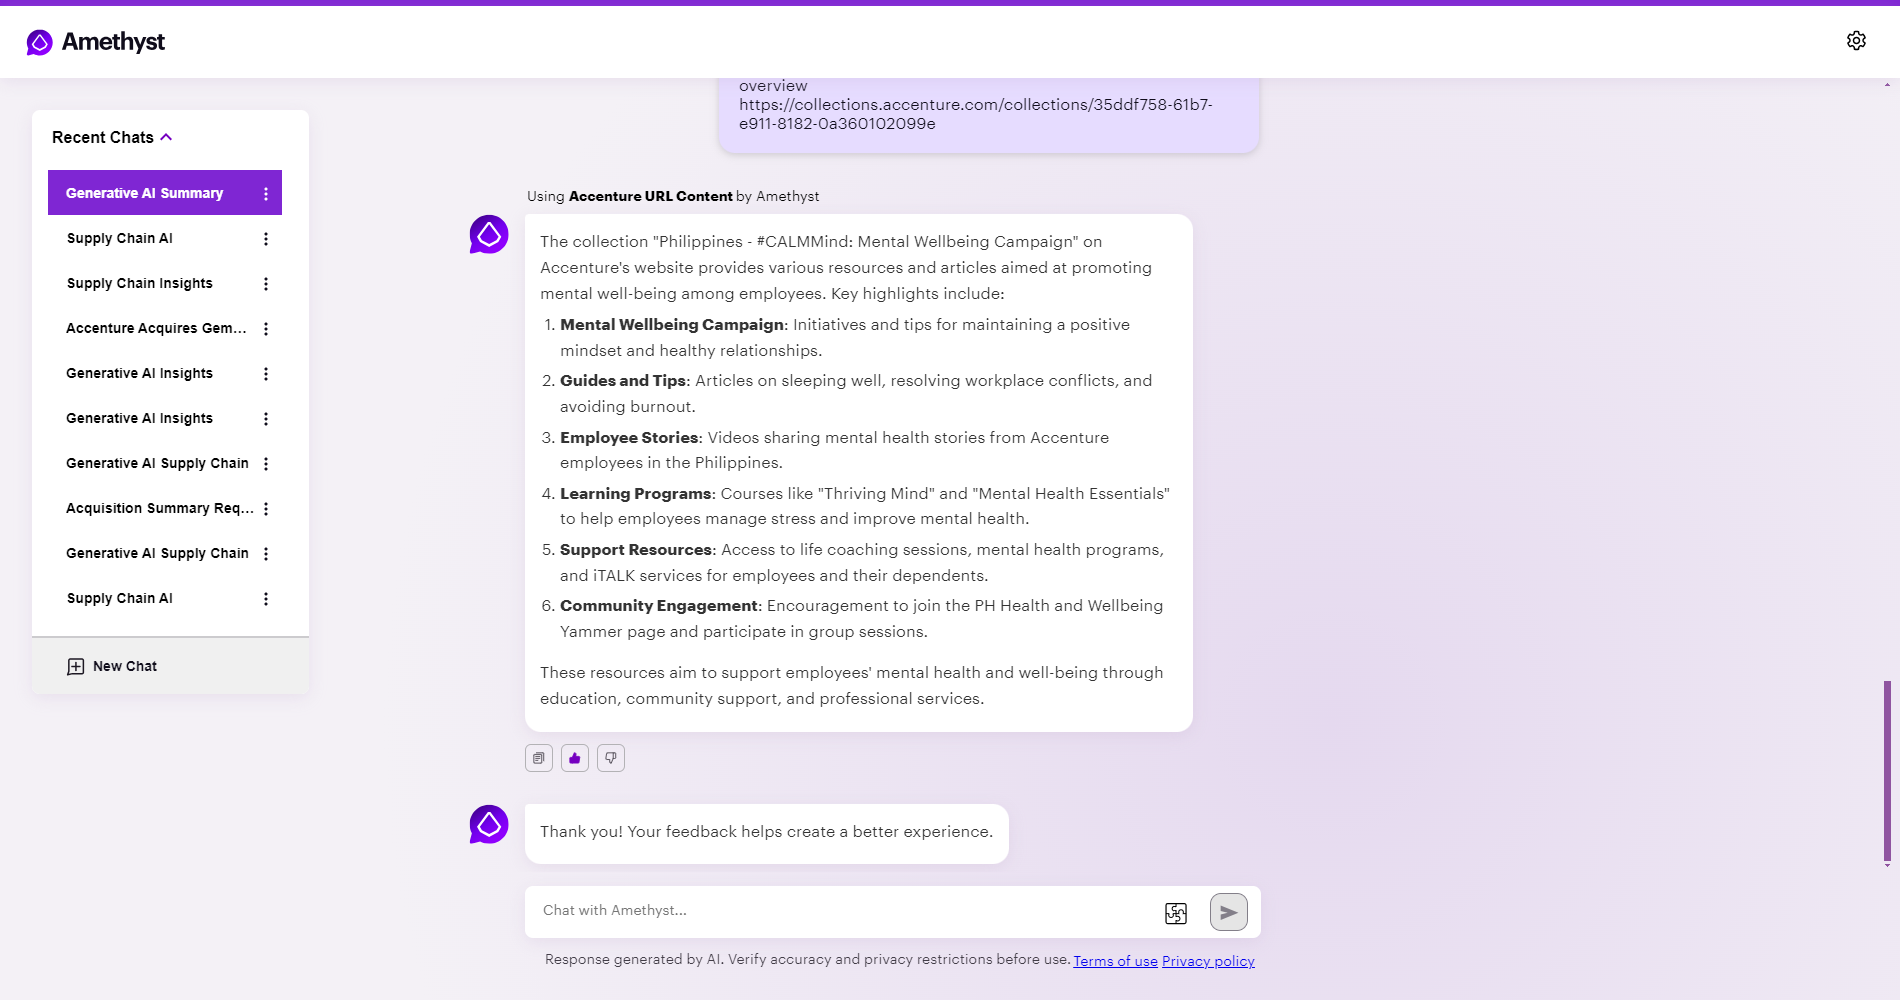 Amethyst
Recent Chats
Generative AI Summary
Supply Chain AI
Supply Chain Insights
Accenture Acquires Gem...
Generative AI Insights
Generative AI Insights
Generative AI Supply Chain
Acquisition Summary Req...
Generative AI Supply Chain
Supply Chain AI
New Chat
overview
https://collections.accenture.com/collections/35ddf758-61b7-
e911-8182-0a360102099e
Using Accenture URL Content by Amethyst
The collection "Philippines - #CALMMind: Mental Wellbeing Campaign" on
Accenture's website provides various resources and articles aimed at promoting
mental well-being among employees. Key highlights include:
1. Mental Wellbeing Campaign: Initiatives and tips for maintaining a positive
mindset and healthy relationships.
2. Guides and Tips: Articles on sleeping well, resolving workplace conflicts, and
avoiding burnout.
3. Employee Stories: Videos sharing mental health stories from Accenture
employees in the Philippines.
4. Learning Programs: Courses like "Thriving Mind" and "Mental Health Essentials"
to help employees manage stress and improve mental health.
5. Support Resources: Access to life coaching sessions, mental health programs,
and iTALK services for employees and their dependents.
6. Community Engagement: Encouragement to join the PH Health and Wellbeing
Yammer page and participate in group sessions.
These resources aim to support employees' mental health and well-being through
education, community support, and professional services.
Thank you! Your feedback helps create a better experience.
Chat with Amethyst...
Response generated by AI. Verify accuracy and privacy restrictions before use. Terms of use Privacy policy